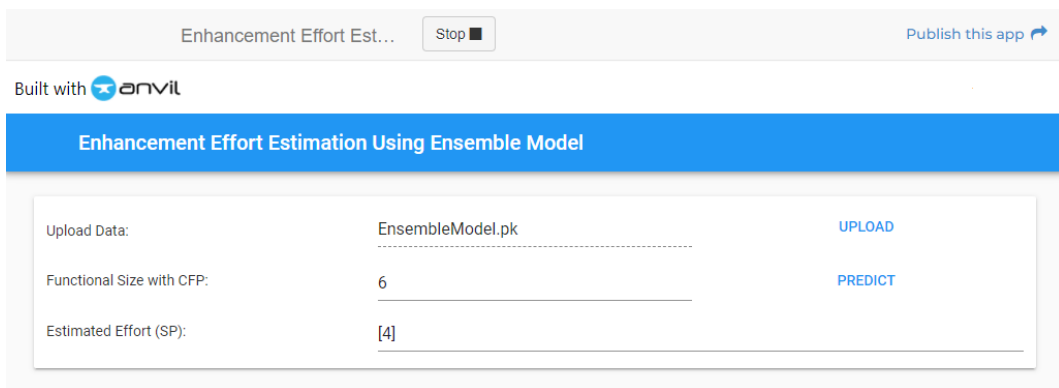 Enhancement Effort Est... Stop Publish this app
Built with anvil
Enhancement Effort Estimation Using Ensemble Model
Upload Data: EnsembleModel.pk UPLOAD
Functional Size with CFP: 6 PREDICT
Estimated Effort (SP): [4]